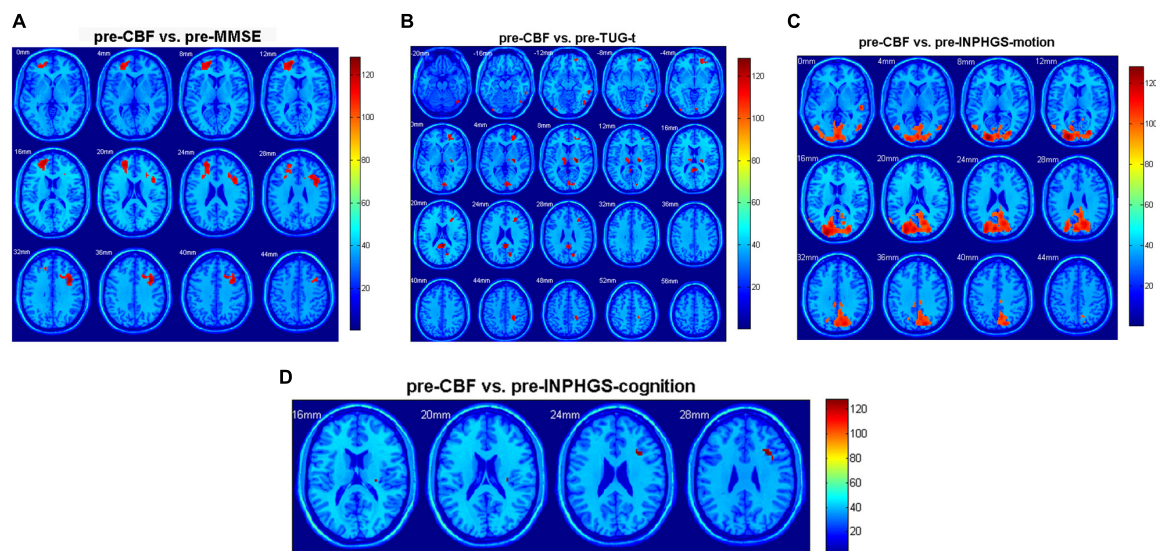 A
pre-CBF vs. pre-MMSE
0mm 4mm 8mm 12mm
16mm 20mm 24mm 28mm
32mm 36mm 40mm 44mm
120
100
80
60
40
20
B
pre-CBF vs. pre-TUG-t
-20mm -16mm -12mm -8mm -4mm
0mm 4mm 8mm 12mm 16mm
20mm 24mm 28mm 32mm 36mm
40mm 44mm 48mm 52mm 56mm
120
100
80
60
40
20
C
pre-CBF vs. pre-INPHGS-motion
0mm 4mm 8mm 12mm
16mm 20mm 24mm 28mm
32mm 36mm 40mm 44mm
120
100
80
60
40
20
D
pre-CBF vs. pre-INPHGS-cognition
16mm 20mm 24mm 28mm
120
100
80
60
40
20